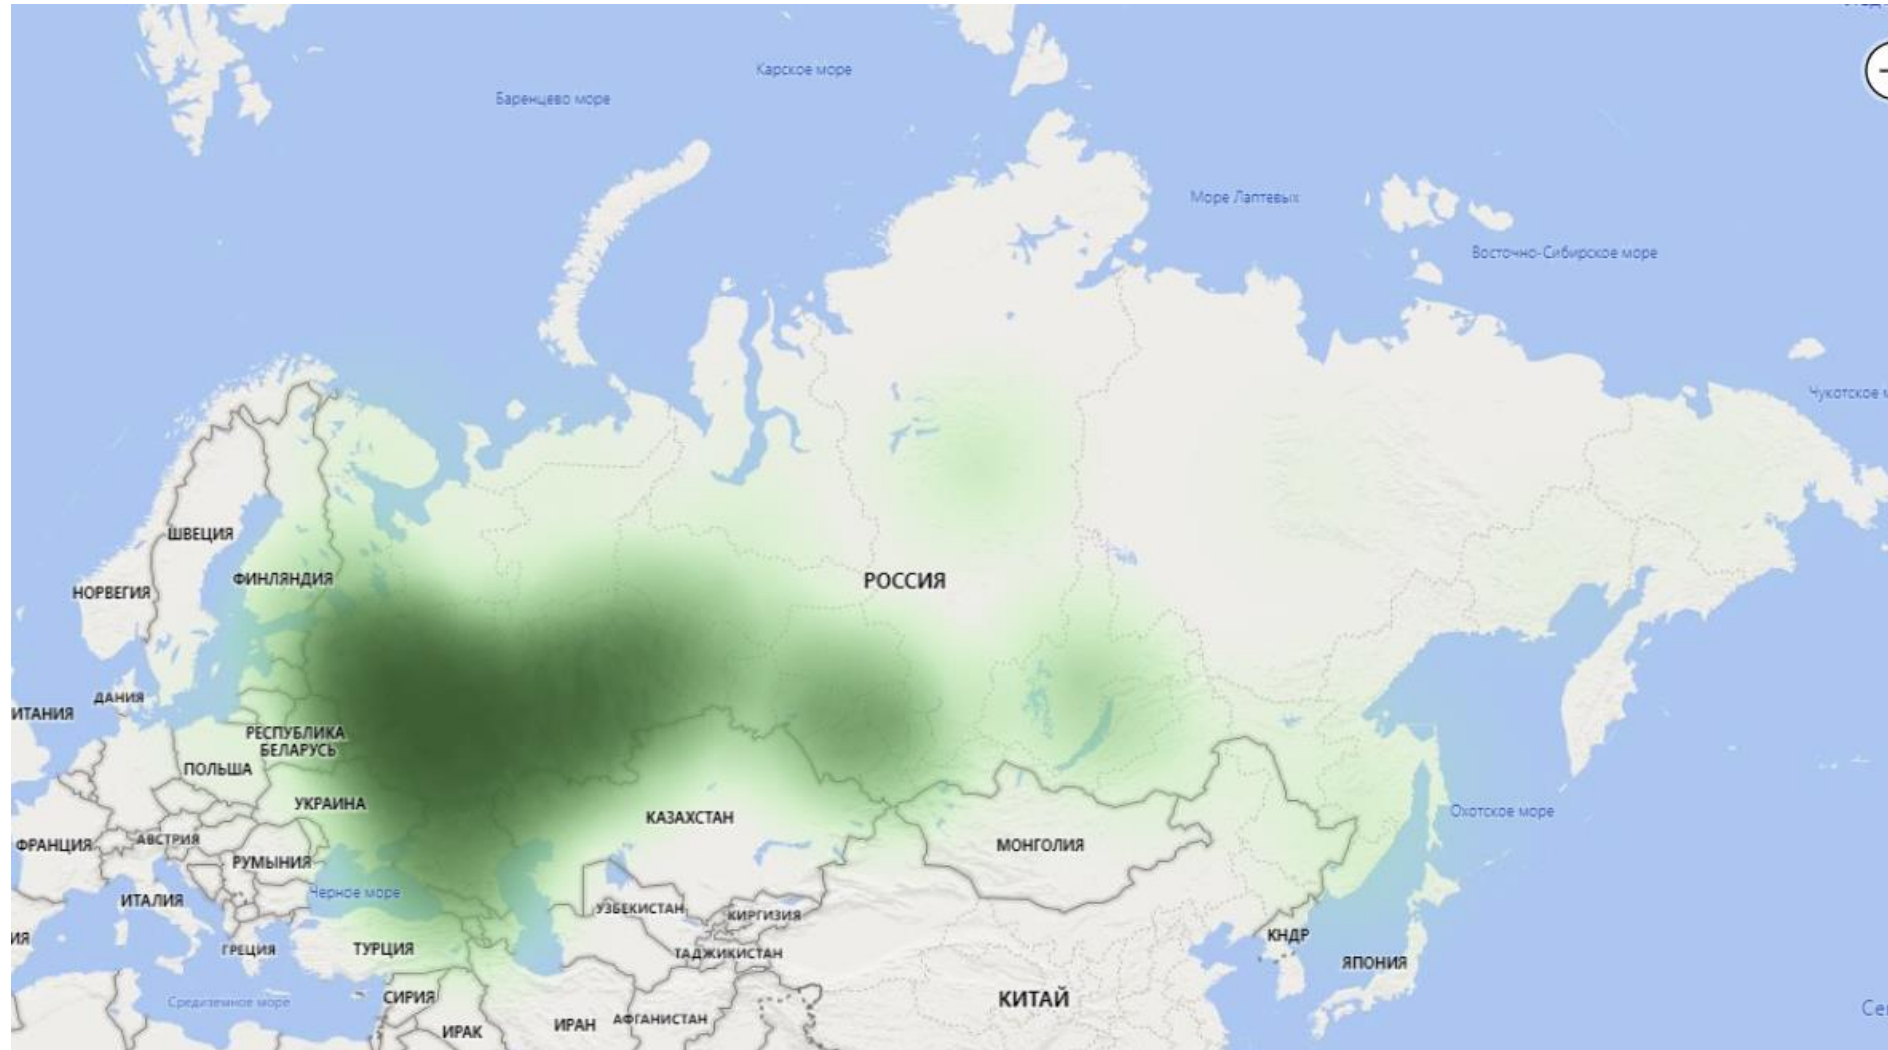 Карское море
Баренцево море
Море Лаптевых
Восточно-Сибирское море
Чукотское м
ШВЕЦИЯ
ФИНЛЯНДИЯ
НОРВЕГИЯ
РОССИЯ
ДАНИЯ
ИТАНИЯ
РЕСПУБЛИКА
БЕЛАРУСЬ
ПОЛЬША
УКРАИНА
КАЗАХСТАН
Охотское море
АВСТРИЯ
ФРАНЦИЯ
МОНГОЛИЯ
РУМЫНИЯ
Черное море
ИТАЛИЯ
УЗБЕКИСТАН
КИРГИЗИЯ
ИЯ
ГРЕЦИЯ
ТУРЦИЯ
ТАДЖИКИСТАН
КНДР
ЯПОНИЯ
СИРИЯ
Средиземное море
КИТАЙ
ИРАК
ИРАН
АФГАНИСТАН
Се